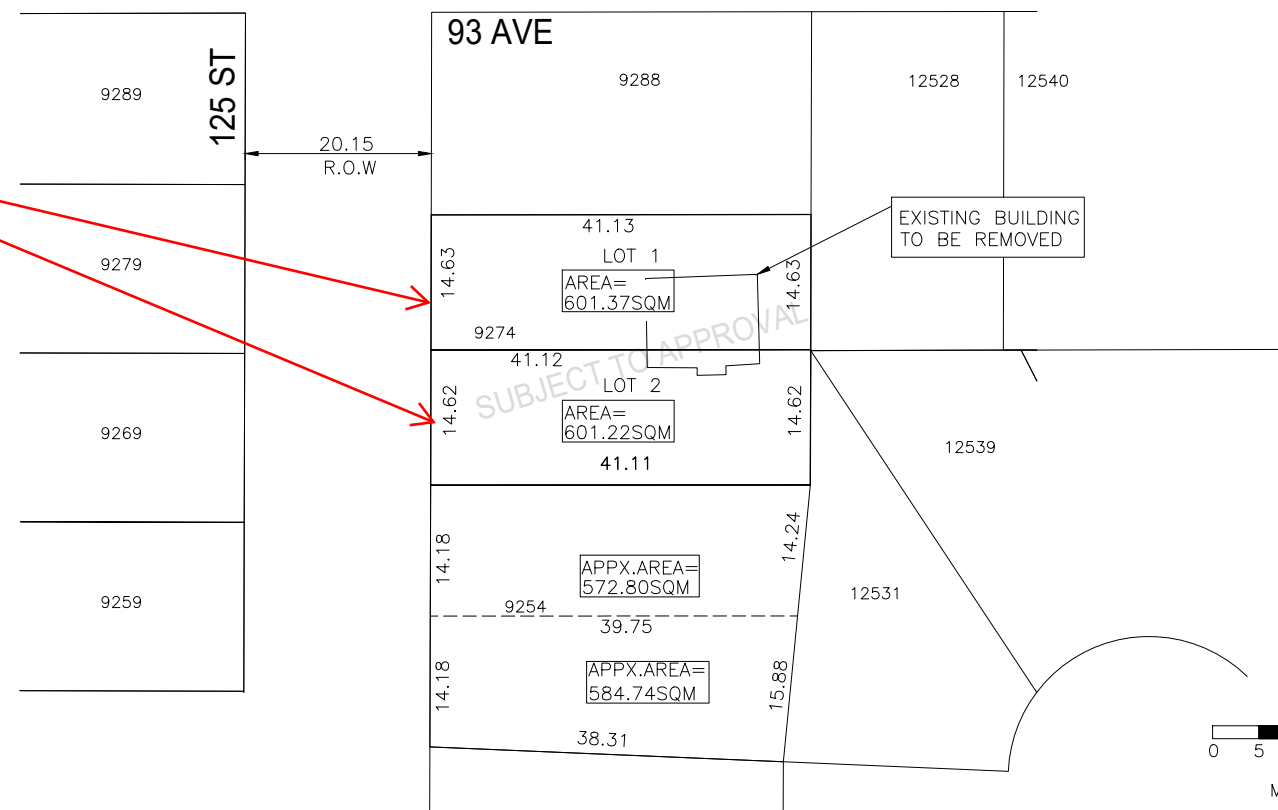 93 AVE
125 ST
9289
9288
12528
12540
20.15
R.O.W
EXISTING BUILDING
TO BE REMOVED
41.13
LOT 1
9279
14.63
AREA=
601.37SQM
14.63
9274
SUBJECT TO APPROVAL
41.12
LOT 2
14.62
AREA=
601.22SQM
14.62
9269
12539
41.11
14.18
14.24
APPX.AREA=
572.80SQM
9259
9254
12531
39.75
14.18
APPX.AREA=
584.74SQM
15.88
38.31
0 5
M